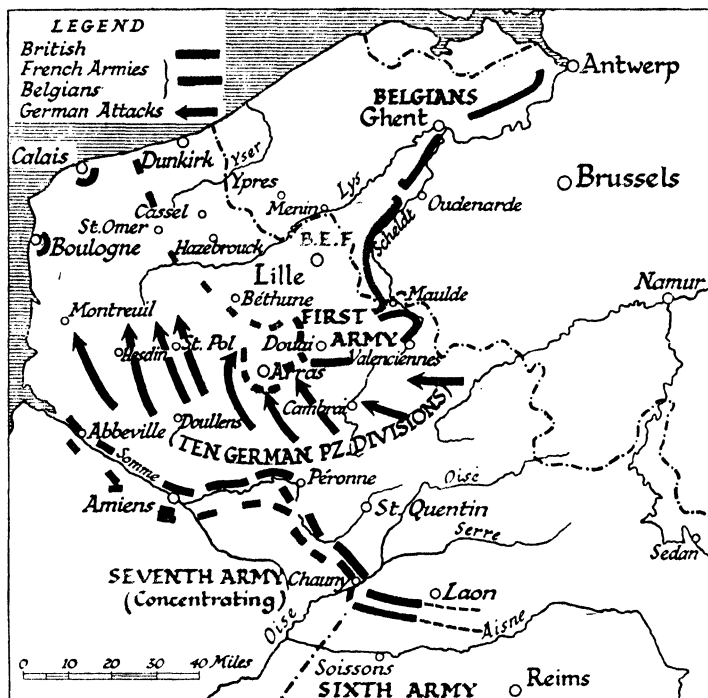 LEGEND
British
French Armies
Belgians
German Attacks
Antwerp
BELGIANS
Ghent
Calais
Dunkirk
Yser
Ypres
Lys
Brussels
Cassel
Menin
Oudenarde
St.Omer
Scheldt
Boulogne
Hazebrouck
B.E.F.
Lille
Namur
Béthune
Maulde
Montreuil
FIRST
ARMY
Hesdin
St. Pol
Douai
Valenciennes
Arras
Cambrai
Doullens
Abbeville
(TEN GERMAN PZ. DIVISIONS)
Somme
Péronne
Oise
Amiens
St. Quentin
Serre
Sedan
SEVENTH ARMY
(Concentrating)
Chauny
Laon
Oise
Aisne
0 10 20 40 Miles
Soissons
Reims
SIXTH ARMY